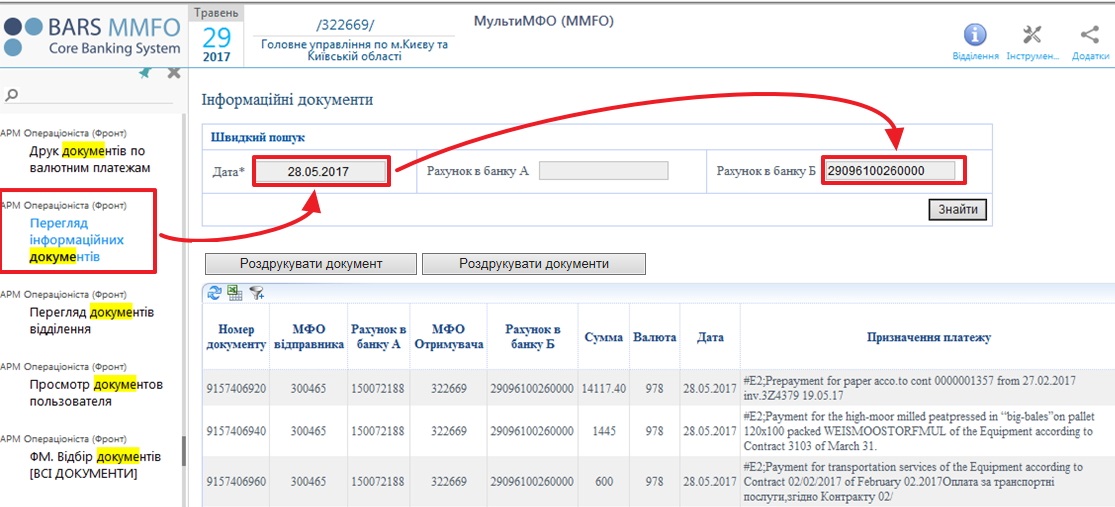 BARS MMFO
Core Banking System
Травень
29
2017
/322669/
Головне управління по м.Києву та
Київській області
МультиМФО (MMFO)
Відділення
Інструмен...
Додатки
АРМ Операціоніста (Фронт)
Друк документів по
валютним платежам
АРМ Операціоніста (Фронт)
Перегляд
інформаційних
документів
АРМ Операціоніста (Фронт)
Перегляд документів
відділення
АРМ Операціоніста (Фронт)
Просмотр документов
пользователя
АРМ Операціоніста (Фронт)
ФМ. Відбір документів
[ВСІ ДОКУМЕНТИ]
Інформаційні документи
Швидкий пошук
Дата* 28.05.2017 Рахунок в банку А Рахунок в банку Б 29096100260000
Знайти
Роздрукувати документ Роздрукувати документи
Номер МФО Рахунок в МФО Рахунок в Сумма Валюта Дата Призначення платежу
документу відправника банку А Отримувача банку Б
9157406920 300465 150072188 322669 29096100260000 14117.40 978 28.05.2017 #E2;Prepayment for paper acco.to cont 0000001357 from 27.02.2017
inv.3Z4379 19.05.17
9157406940 300465 150072188 322669 29096100260000 1445 978 28.05.2017 #E2;Payment for the high-moor milled peatpressed in “big-bales”on pallet
120x100 packed WEISMOOSTORFMUL of the Equipment according to
Contract 3103 of March 31.
9157406960 300465 150072188 322669 29096100260000 600 978 28.05.2017 #E2;Payment for transportation services of the Equipment according to
Contract 02/02/2017 of February 02.2017Оплата за транспортні
послуги,згідно Контракту 02/